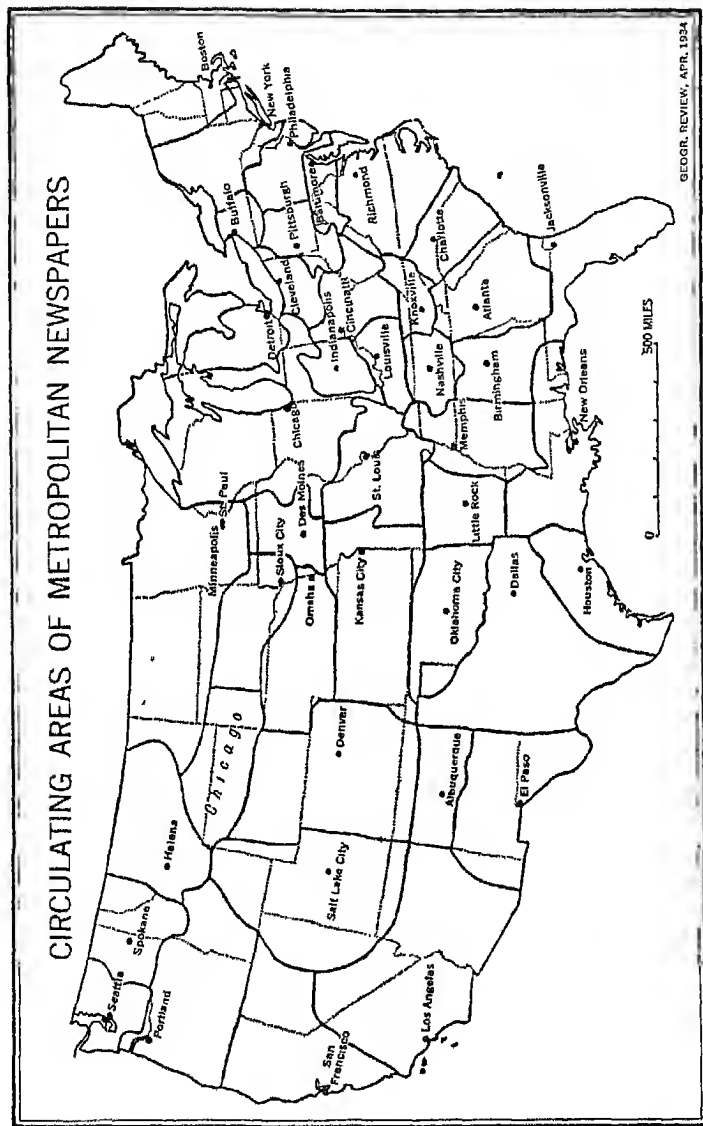 CIRCULATING AREAS OF METROPOLITAN NEWSPAPERS
Seattle
Spokane
Portland
Helena
Chicago
Minneapolis
St. Paul
Sioux City
Des Moines
Omaha
Chicago
Detroit
Cleveland
Buffalo
Boston
New York
Philadelphia
Pittsburgh
Baltimore
Indianapolis
Cincinatti
San
Francisco
Salt Lake City
Denver
Kansas City
St. Louis
Louisville
Richmond
Los Angelas
Albuquerque
Oklahoma City
Little Rock
Memphis
Nashville
Knoxville
Charlotte
El Paso
Dallas
Birmingham
Atlanta
Houston
New Orleans
Jacksonville
0
500 MILES
GEOGR. REVIEW, APR. 1934